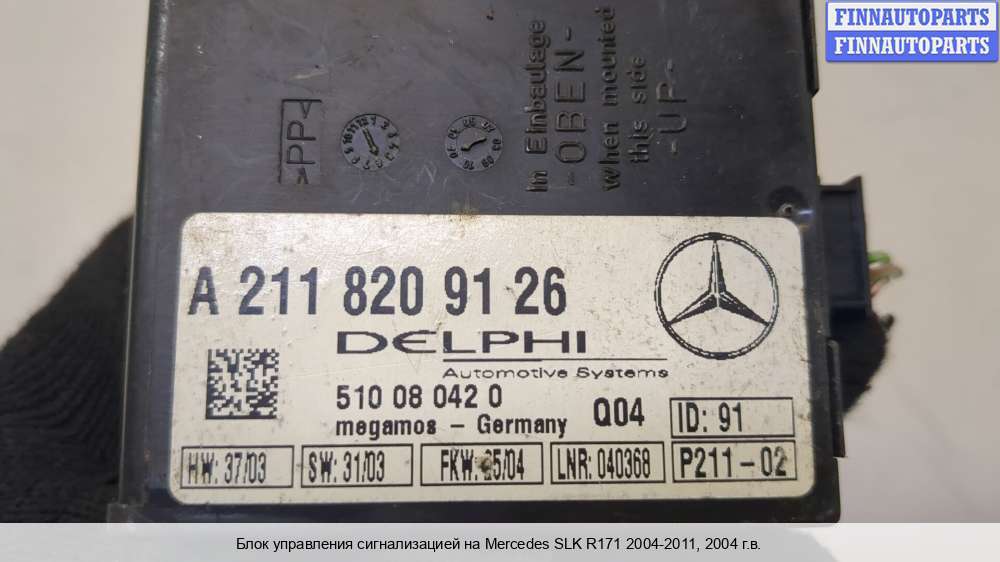 FINNAUTOPARTS
FINNAUTOPARTS
In Einbaulage
-OBEN-
when mounted
this side
-UP-
>PP<
A 211 820 91 26
DELPHI
Automotive Systems
510 08 042 0
megamos - Germany
Q04
ID: 91
HW: 37/03
SW: 31/03
FKW: 25/04
LNR: 040368
P211-02
Блок управления сигнализацией на Mercedes SLK R171 2004-2011, 2004 г.в.